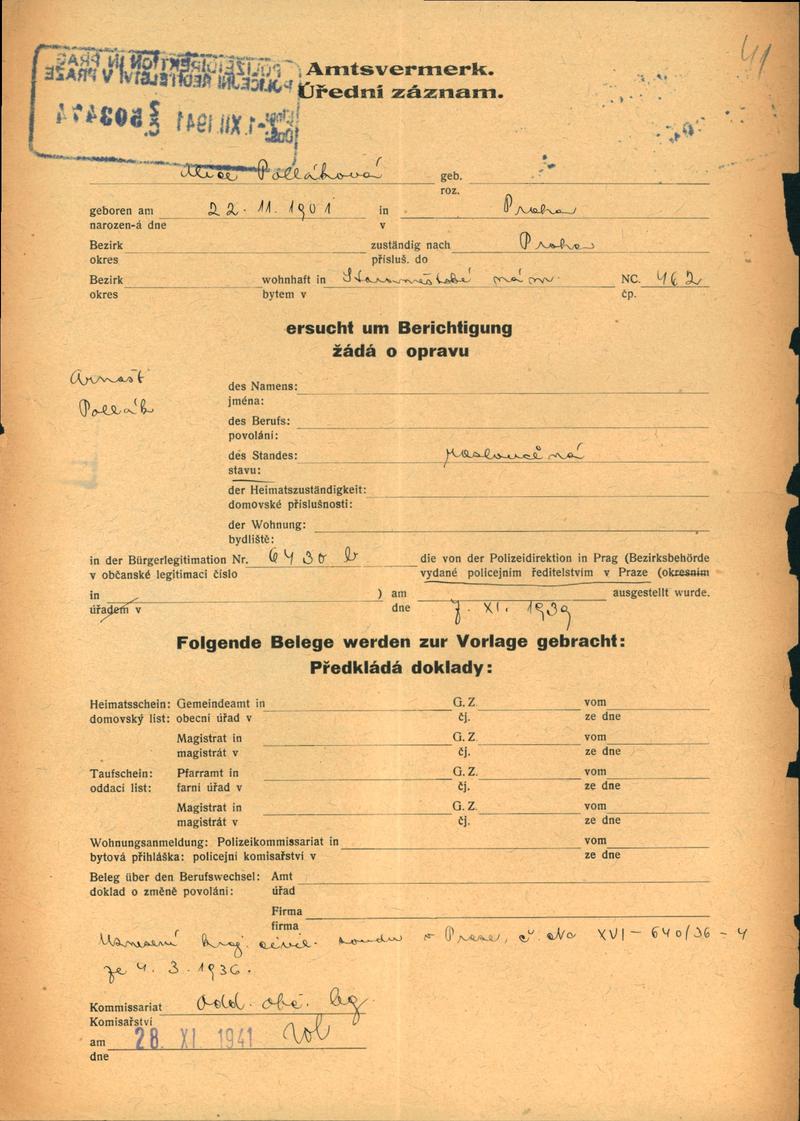 41
POLIZEIDIREKTION IN PRAG
POLICEJNÍ ŘEDITELSTVÍ V PRAZE
-1. XII 1941
Amtsvermerk.
Úřední záznam.
Alice Polláková geb.
roz.
geboren am 22. 11. 1901 in Praha
narozen-á dne v
Bezirk zuständig nach Praha
okres přísluš. do
Bezirk wohnhaft in Staroměstské nám. NC. 462
okres bytem v čp.
ersucht um Berichtigung
žádá o opravu
Arnošt
Pollák
des Namens:
jména:
des Berufs:
povolání:
des Standes: rozloučená
stavu:
der Heimatszuständigkeit:
domovské příslušnosti:
der Wohnung:
bydliště:
in der Bürgerlegitimation Nr. 6430 b die von der Polizeidirektion in Prag (Bezirksbehörde
v občanské legitimaci číslo vydané policejním ředitelstvím v Praze (okresním
in ) am 7. XI. 1939 ausgestellt wurde.
úřadem v dne
Folgende Belege werden zur Vorlage gebracht:
Předkládá doklady:
Heimatsschein: Gemeindeamt in G. Z. vom
domovský list: obecní úřad v čj. ze dne
Magistrat in G. Z. vom
magistrát v čj. ze dne
Taufschein: Pfarramt in G. Z. vom
oddací list: farní úřad v čj. ze dne
Magistrat in G. Z. vom
magistrát v čj. ze dne
Wohnungsanmeldung: Polizeikommissariat in vom
bytová přihláška: policejní komisařství v ze dne
Beleg über den Berufswechsel: Amt
doklad o změně povolání: úřad
Firma
firma
Usnesení kraj. civil. soudu v Praze, č. Nc XVI - 640/36 - 4
ze 4. 3. 1936.
Kommissariat Odd. obč. leg.
Komisařství
am 28. XI. 1941
dne